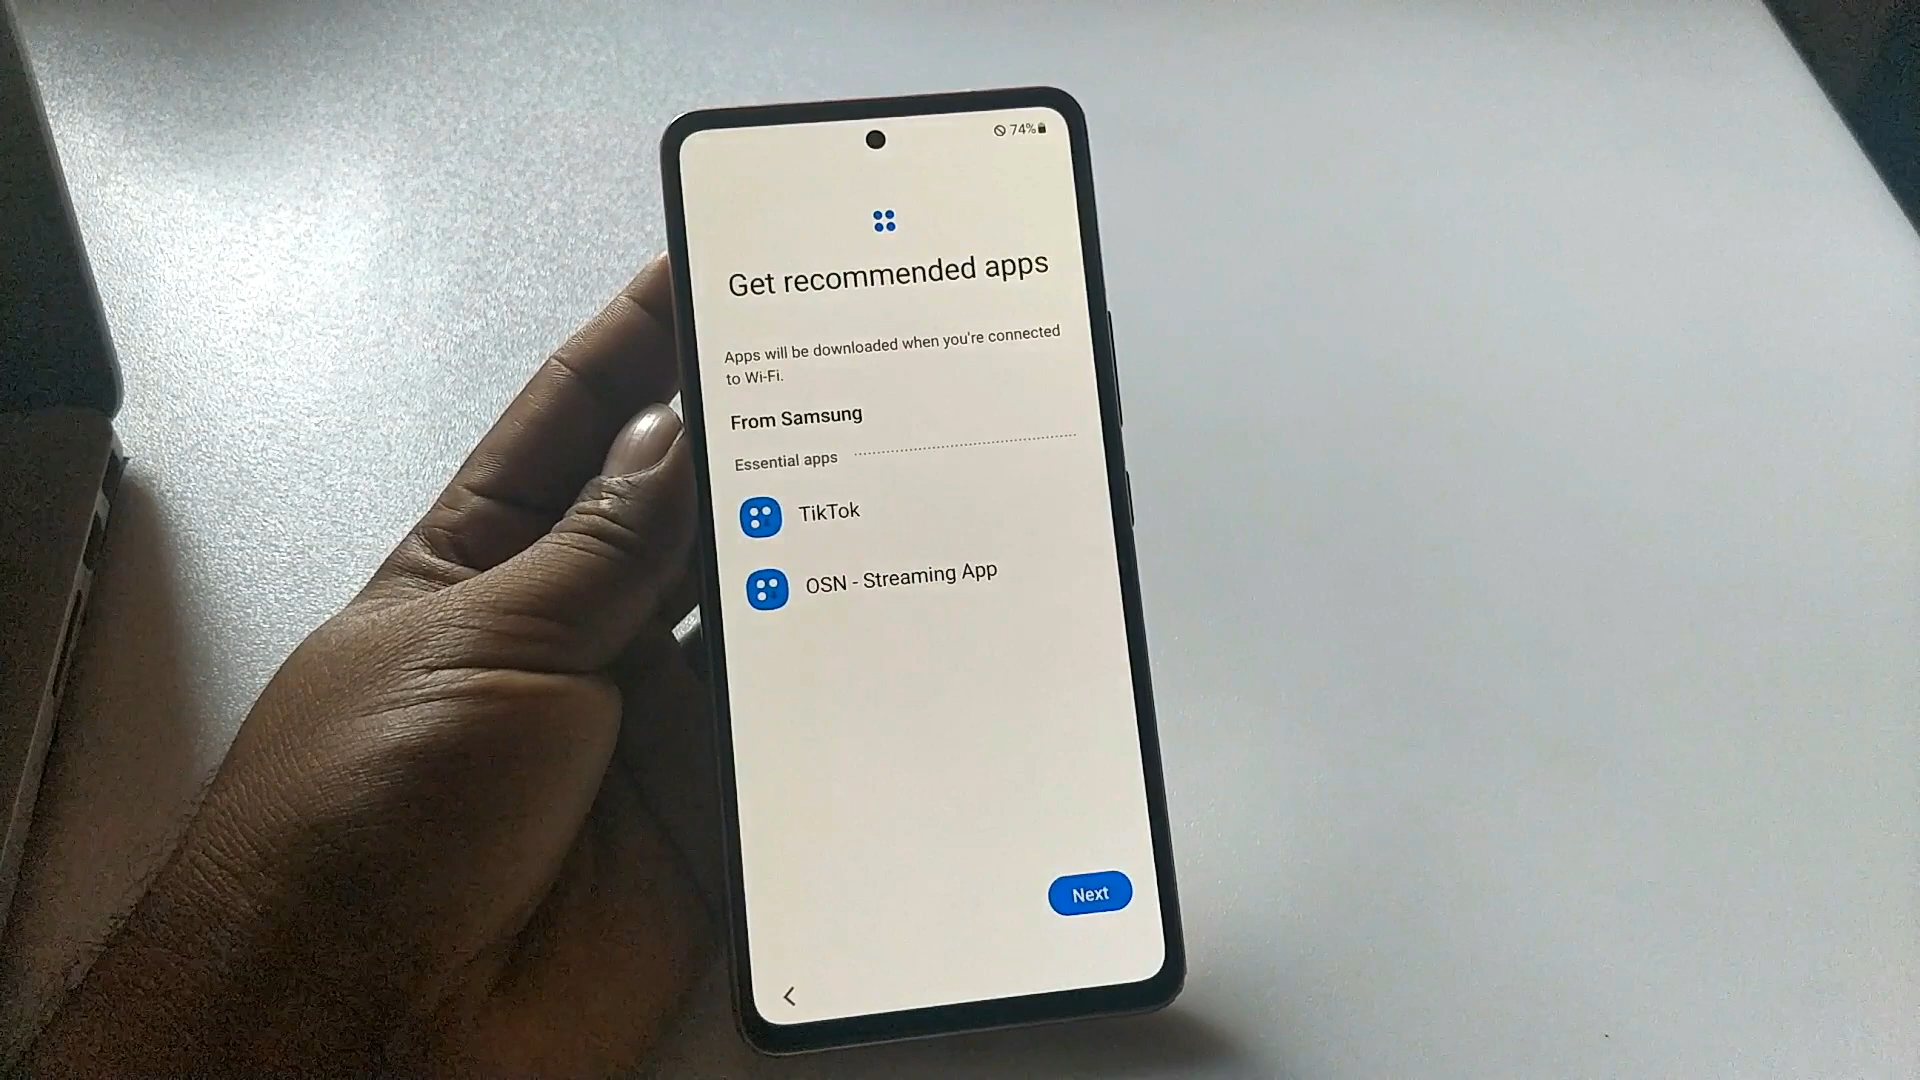 74%
Get recommended apps
Apps will be downloaded when you're connected
to Wi-Fi.
From Samsung
Essential apps
TikTok
OSN - Streaming App
Next